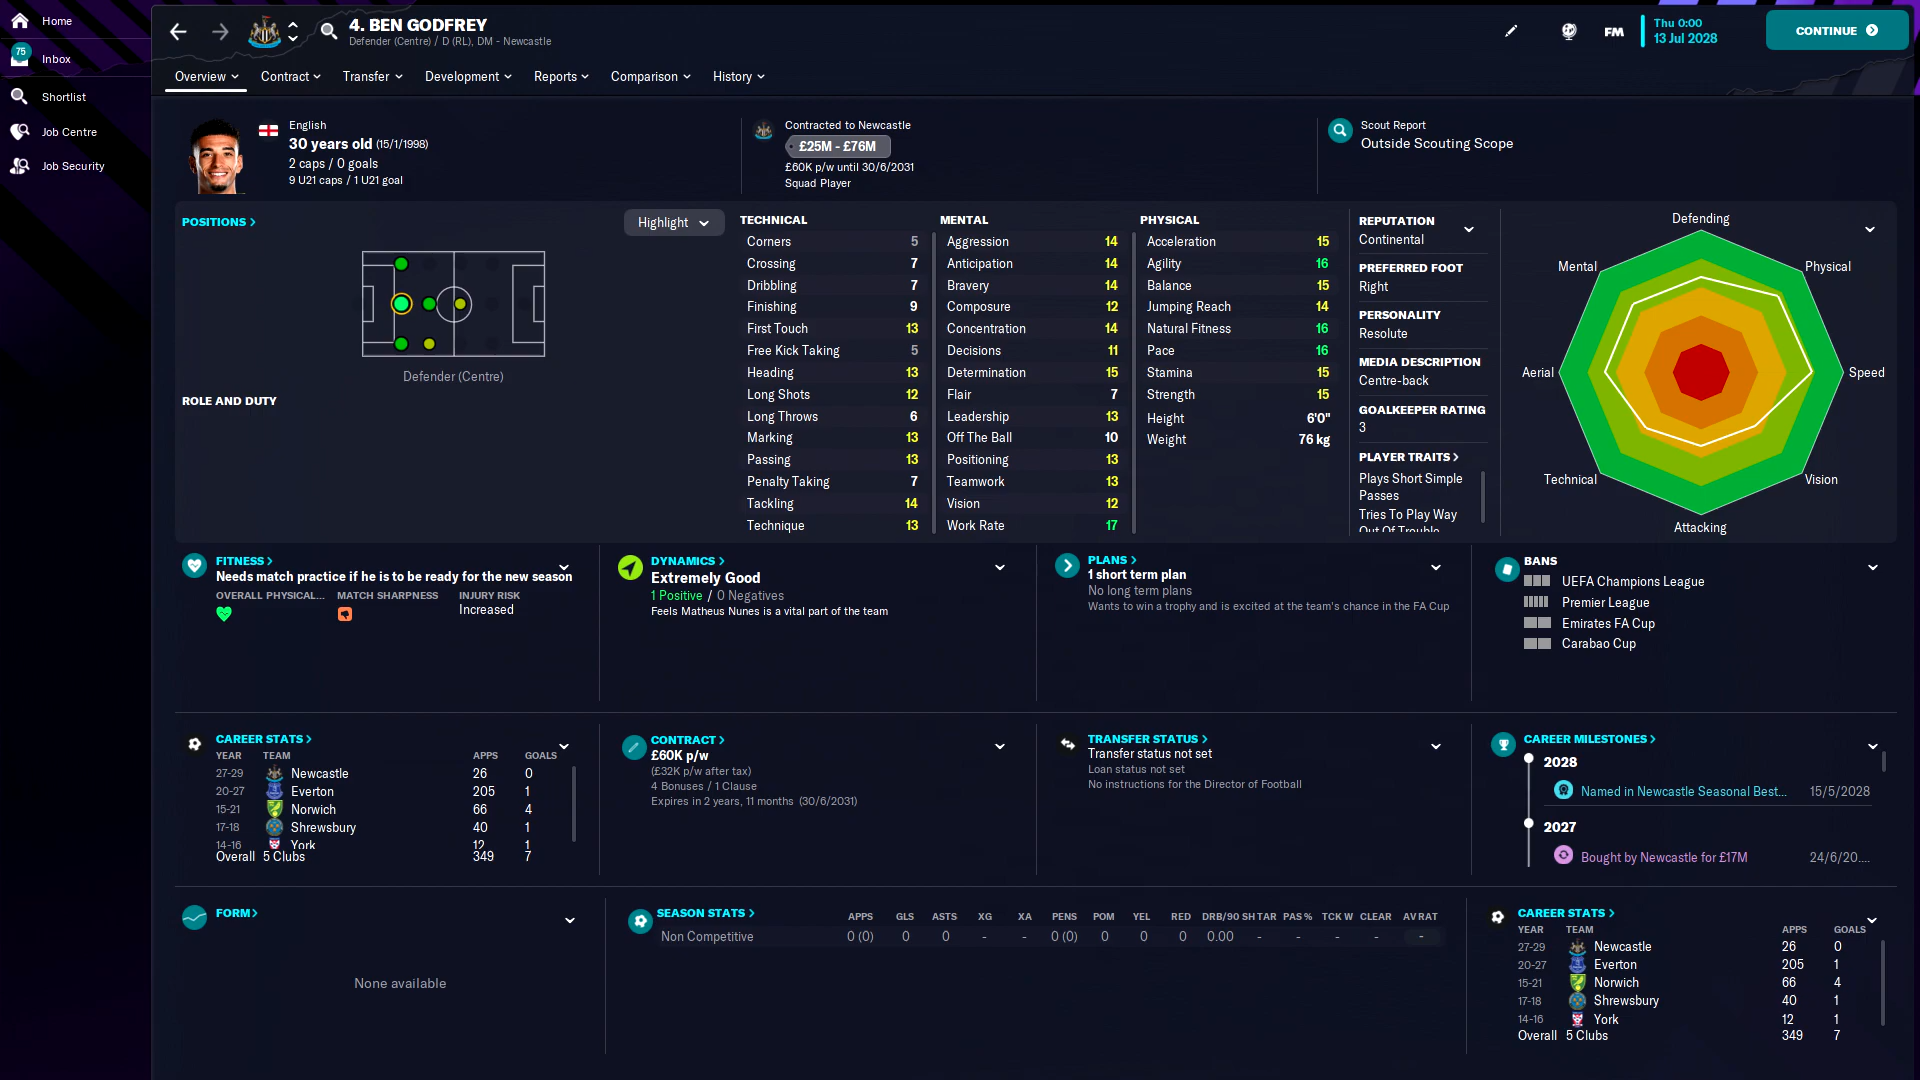 Home
75
Inbox
Shortlist
Job Centre
Job Security
4. BEN GODFREY
Defender (Centre) / D (RL), DM - Newcastle
FM
Thu 0:00
13 Jul 2028
CONTINUE
Overview
Contract
Transfer
Development
Reports
Comparison
History
English
30 years old (15/1/1998)
2 caps / 0 goals
9 U21 caps / 1 U21 goal
Contracted to Newcastle
£25M - £76M
£60K p/w until 30/6/2031
Squad Player
Scout Report
Outside Scouting Scope
POSITIONS
Highlight
Defender (Centre)
ROLE AND DUTY
TECHNICAL
Corners 5
Crossing 7
Dribbling 7
Finishing 9
First Touch 13
Free Kick Taking 5
Heading 13
Long Shots 12
Long Throws 6
Marking 13
Passing 13
Penalty Taking 7
Tackling 14
Technique 13
MENTAL
Aggression 14
Anticipation 14
Bravery 14
Composure 12
Concentration 14
Decisions 11
Determination 15
Flair 7
Leadership 13
Off The Ball 10
Positioning 13
Teamwork 13
Vision 12
Work Rate 17
PHYSICAL
Acceleration 15
Agility 16
Balance 15
Jumping Reach 14
Natural Fitness 16
Pace 16
Stamina 15
Strength 15
Height 6'0"
Weight 76 kg
REPUTATION
Continental
PREFERRED FOOT
Right
PERSONALITY
Resolute
MEDIA DESCRIPTION
Centre-back
GOALKEEPER RATING
3
PLAYER TRAITS
Plays Short Simple
Passes
Tries To Play Way
Out Of Trouble
Defending
Mental
Physical
Aerial
Speed
Technical
Vision
Attacking
FITNESS
Needs match practice if he is to be ready for the new season
OVERALL PHYSICAL... MATCH SHARPNESS INJURY RISK
Increased
DYNAMICS
Extremely Good
1 Positive / 0 Negatives
Feels Matheus Nunes is a vital part of the team
PLANS
1 short term plan
No long term plans
Wants to win a trophy and is excited at the team's chance in the FA Cup
BANS
UEFA Champions League
Premier League
Emirates FA Cup
Carabao Cup
CAREER STATS
YEAR TEAM APPS GOALS
27-29 Newcastle 26 0
20-27 Everton 205 1
15-21 Norwich 66 4
17-18 Shrewsbury 40 1
14-16 York 12 1
Overall 5 Clubs 349 7
CONTRACT
£60K p/w
(£32K p/w after tax)
4 Bonuses / 1 Clause
Expires in 2 years, 11 months (30/6/2031)
TRANSFER STATUS
Transfer status not set
Loan status not set
No instructions for the Director of Football
CAREER MILESTONES
2028
Named in Newcastle Seasonal Best... 15/5/2028
2027
Bought by Newcastle for £17M 24/6/20....
FORM
None available
SEASON STATS APPS GLS ASTS XG XA PENS POM YEL RED DRB/90 SH TAR PAS % TCK W CLEAR AV RAT
Non Competitive 0 (0) 0 0 - - 0 (0) 0 0 0 0.00 - - - - -
CAREER STATS
YEAR TEAM APPS GOALS
27-29 Newcastle 26 0
20-27 Everton 205 1
15-21 Norwich 66 4
17-18 Shrewsbury 40 1
14-16 York 12 1
Overall 5 Clubs 349 7